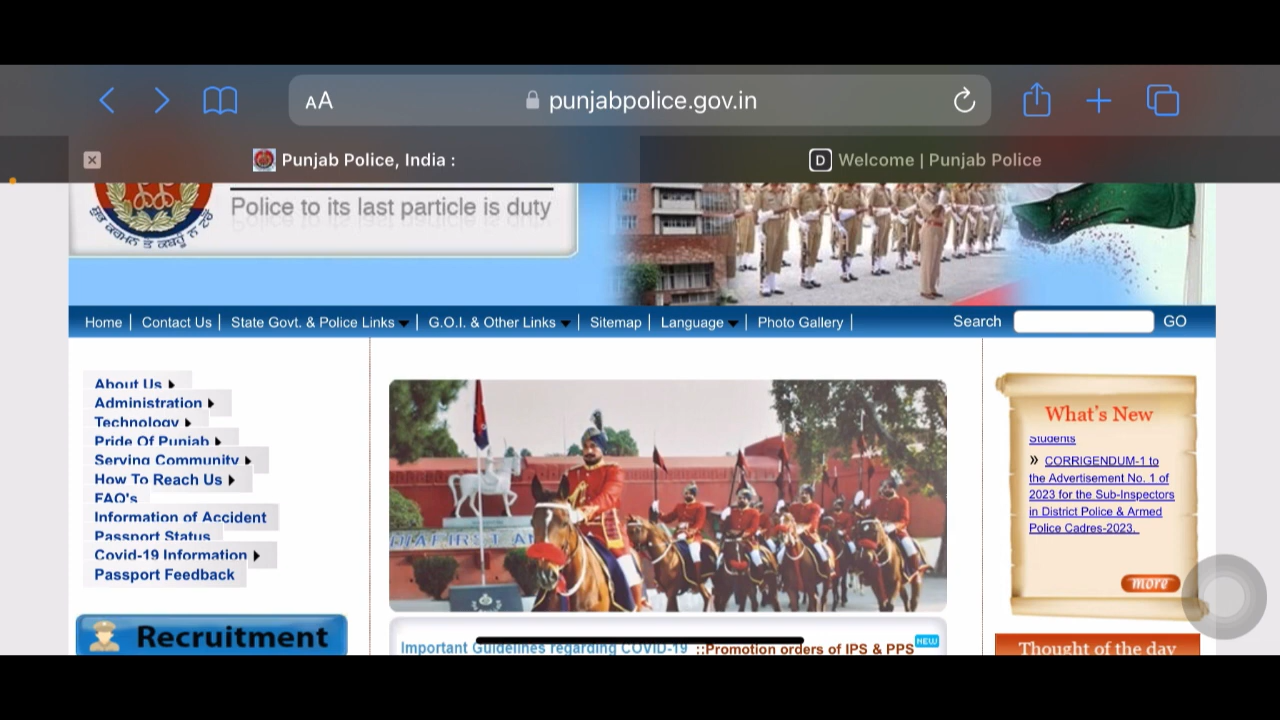 AA
punjabpolice.gov.in
Punjab Police, India :
D Welcome | Punjab Police
Police to its last particle is duty
Home | Contact Us | State Govt. & Police Links | G.O.I. & Other Links | Sitemap | Language | Photo Gallery |
Search GO
About Us
Administration
Technology
Pride Of Punjab
Serving Community
How To Reach Us
FAQ's
Information of Accident
Passport Status
Covid-19 Information
Passport Feedback
Recruitment
Important Guidelines regarding COVID-19 ::Promotion orders of IPS & PPS NEW
What's New
Students
» CORRIGENDUM-1 to
the Advertisement No. 1 of
2023 for the Sub-Inspectors
in District Police & Armed
Police Cadres-2023.
more
Thought of the day